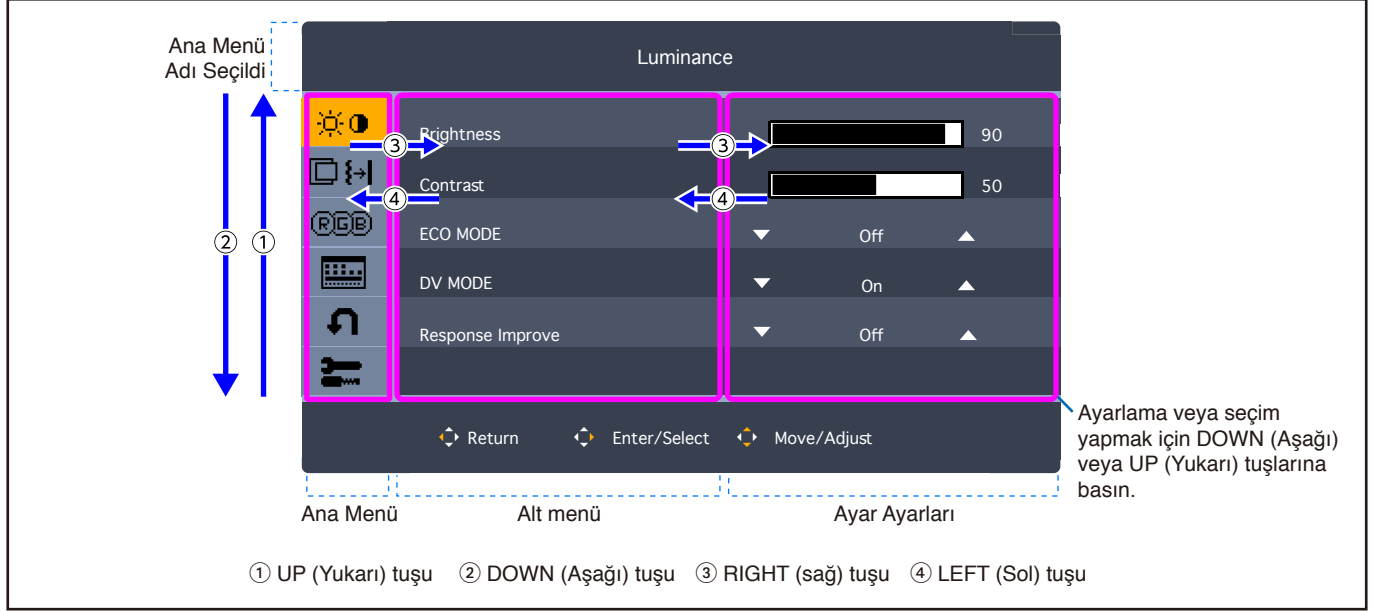 Ana Menü
Adı Seçildi
Luminance
Brightness
90
Contrast
50
RGB
ECO MODE
Off
DV MODE
On
Response Improve
Off
Return
Enter/Select
Move/Adjust
③
③
④
④
②
①
Ayarlama veya seçim
yapmak için DOWN (Aşağı)
veya UP (Yukarı) tuşlarına
basın.
Ana Menü
Alt menü
Ayar Ayarları
① UP (Yukarı) tuşu ② DOWN (Aşağı) tuşu ③ RIGHT (sağ) tuşu ④ LEFT (Sol) tuşu